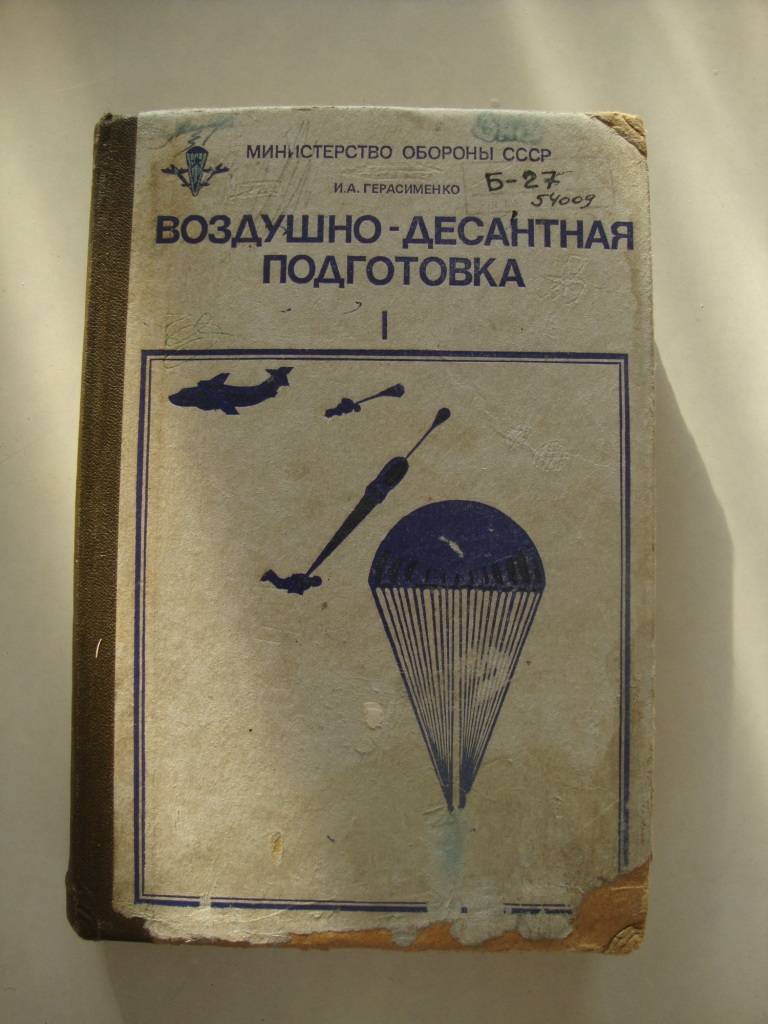 МИНИСТЕРСТВО ОБОРОНЫ СССР
И.А. ГЕРАСИМЕНКО
Б-27
54009
ВОЗДУШНО-ДЕСАНТНАЯ
ПОДГОТОВКА
I